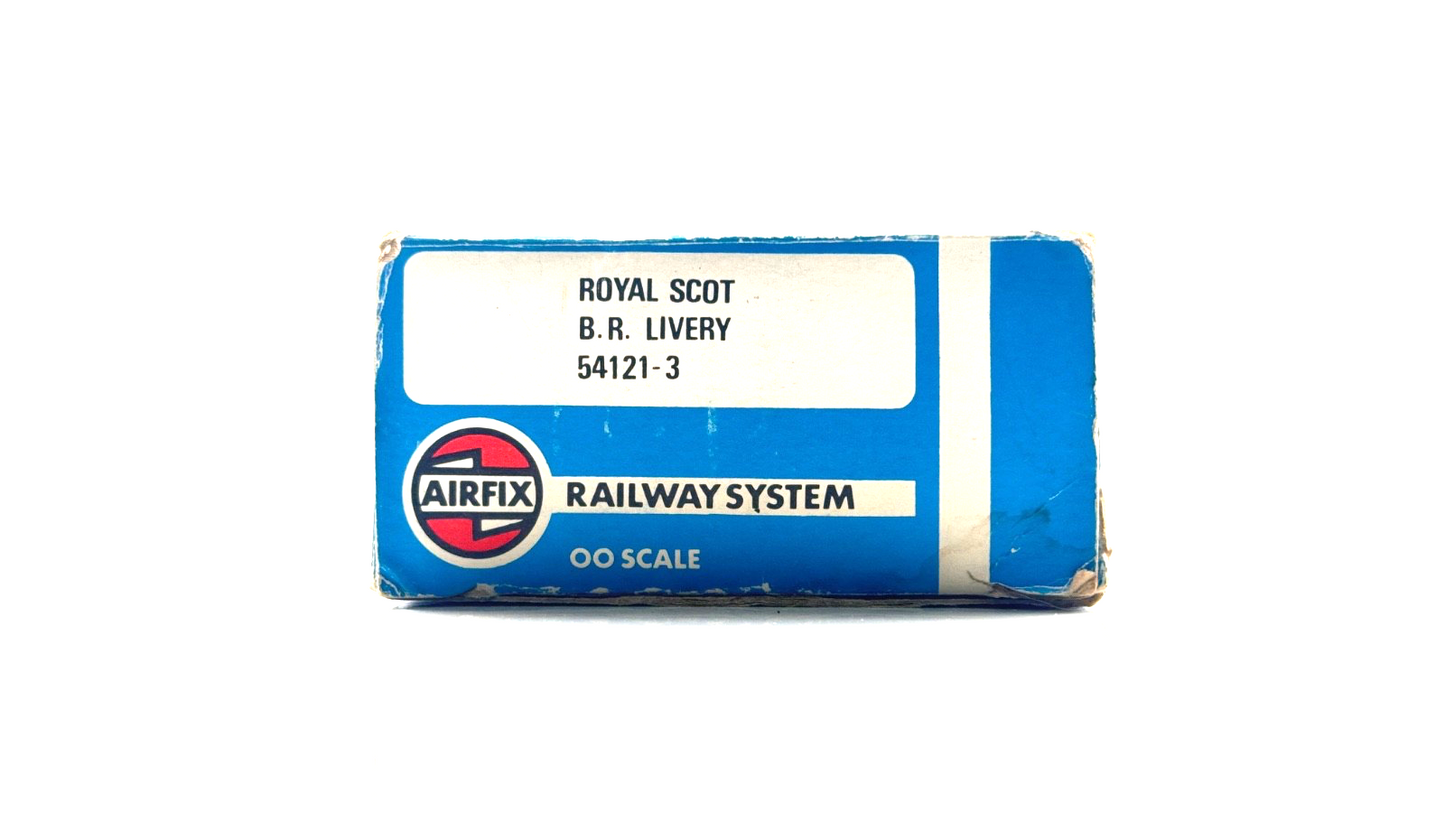 ROYAL SCOT
B.R. LIVERY
54121-3
AIRFIX RAILWAY SYSTEM
OO SCALE